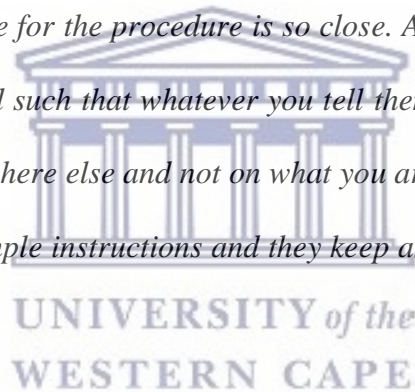 e for the procedure is so close. A
l such that whatever you tell the
here else and not on what you a
ple instructions and they keep a
UNIVERSITY of the
WESTERN CAPE